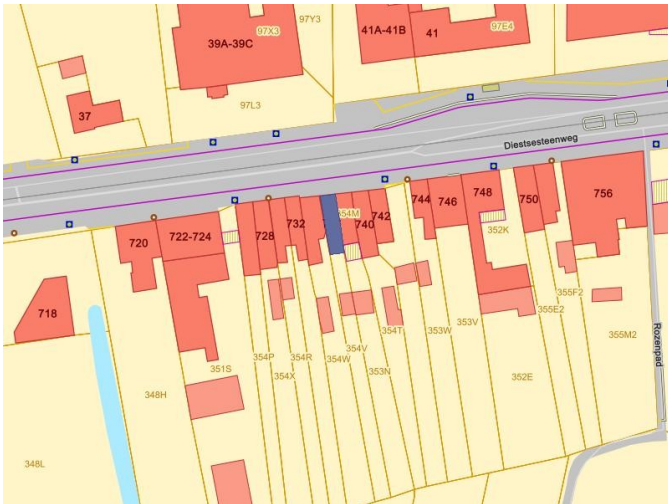 97X3
97Y3
39A-39C
41A-41B
41
97E4
97L3
37
Diestsesteenweg
720
722-724
728
732
354M
740
742
744
746
748
750
756
352K
718
348H
351S
354P
354X
354R
354W
354V
353N
354T
353W
353V
352E
355E2
355F2
355M2
Rozenpad
348L